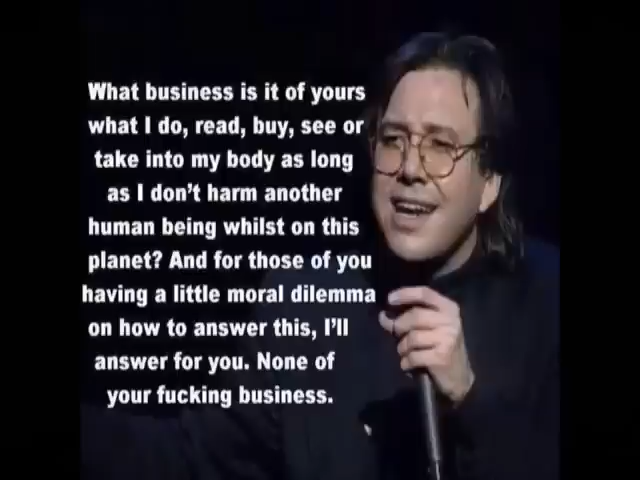 What business is it of yours
what I do, read, buy, see or
take into my body as long
as I don't harm another
human being whilst on this
planet? And for those of you
having a little moral dilemma
on how to answer this, I'll
answer for you. None of
your fucking business.